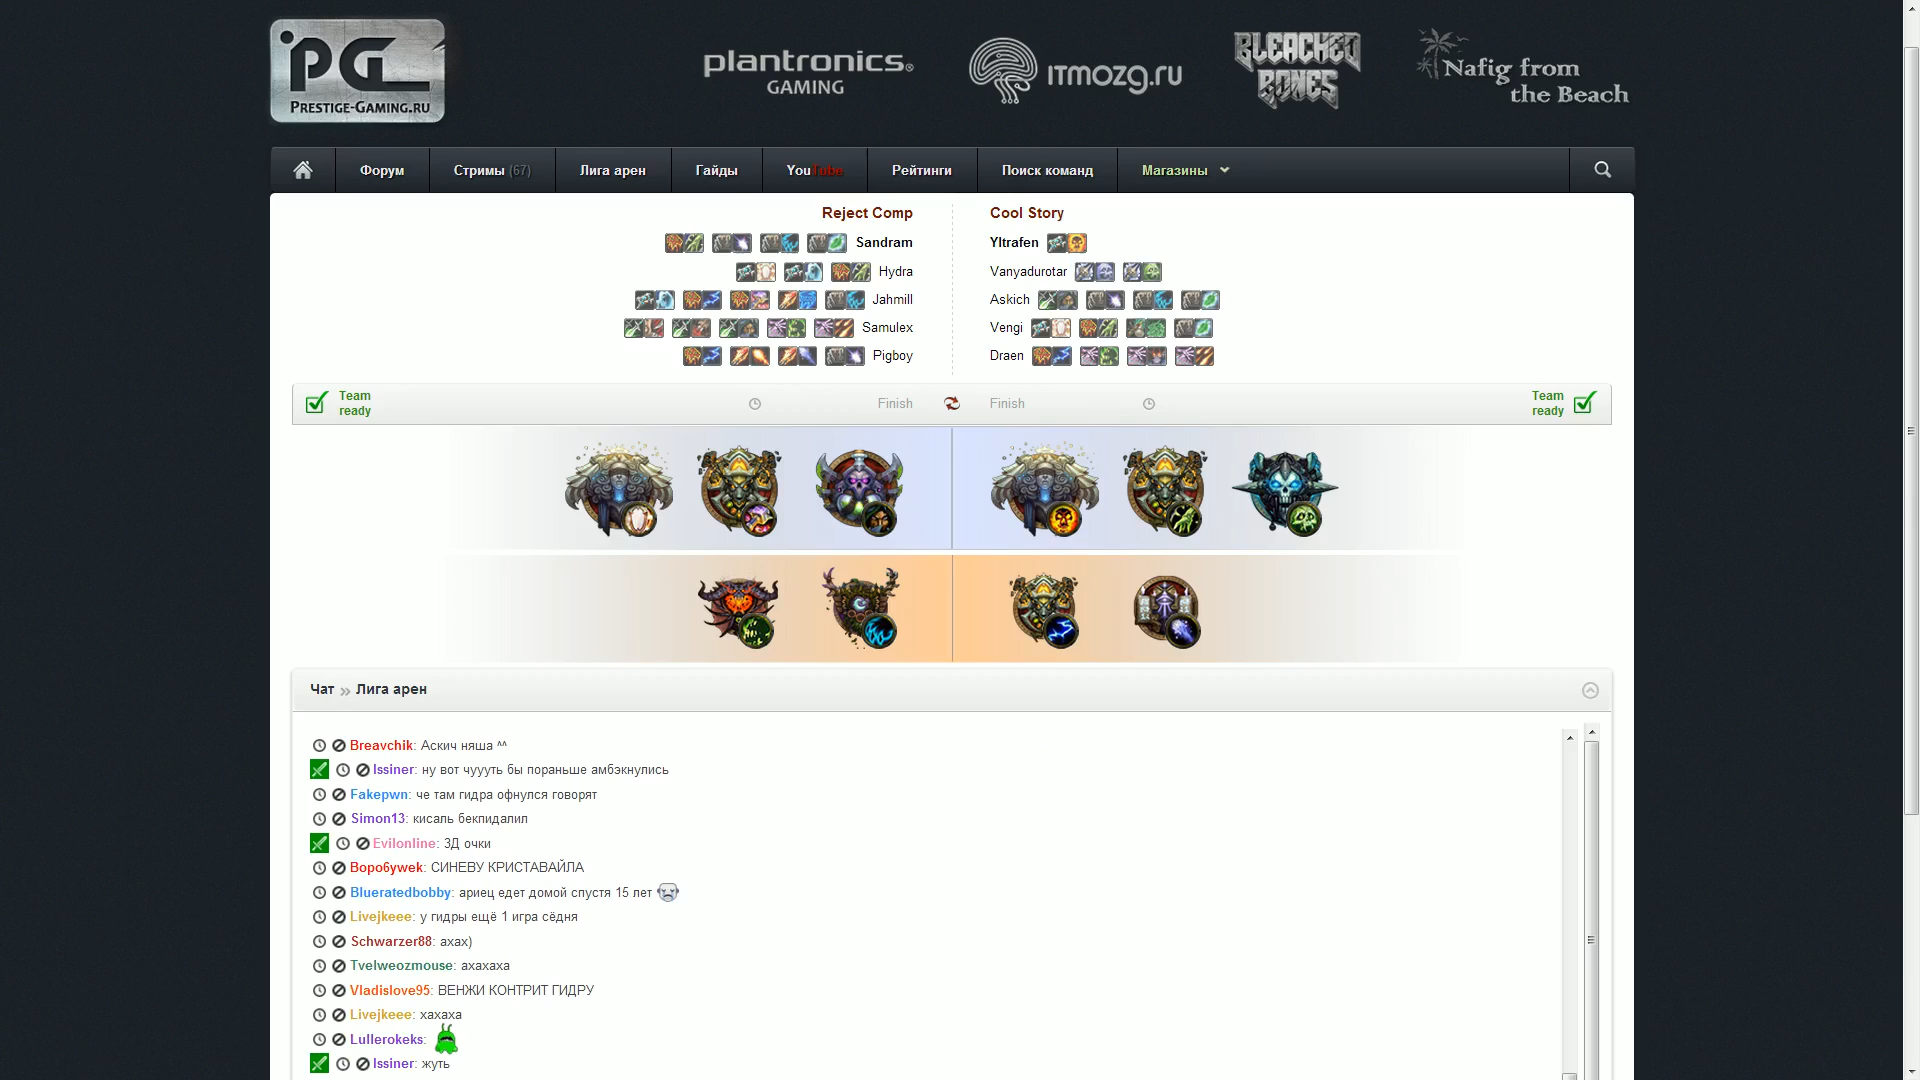 PG
PRESTIGE-GAMING.RU
plantronics®
GAMING
ITMOZG.RU
BLEACHED
BONES
Nafig from
the Beach
Форум
Стримы (67)
Лига арен
Гайды
YouTube
Рейтинги
Поиск команд
Магазины
Reject Comp
Cool Story
Sandram
Yltrafen
Hydra
Vanyadurotar
Jahmill
Askich
Samulex
Vengi
Pigboy
Draen
Team
ready
Finish
Finish
Team
ready
Чат » Лига арен
Breavchik: Аскич няша ^^
Issiner: ну вот чуууть бы пораньше амбэкнулись
Fakepwn: че там гидра офнулся говорят
Simon13: кисаль бекпидалил
Evilonline: 3Д очки
Воробуwek: СИНЕВУ КРИСТАВАЙЛА
Blueratedbobby: ариец едет домой спустя 15 лет
Livejkeee: у гидры ещё 1 игра сёдня
Schwarzer88: ахах)
Tvelweozmouse: ахахаха
Vladislove95: ВЕНЖИ КОНТРИТ ГИДРУ
Livejkeee: хахаха
Lullerokeks:
Issiner: жуть